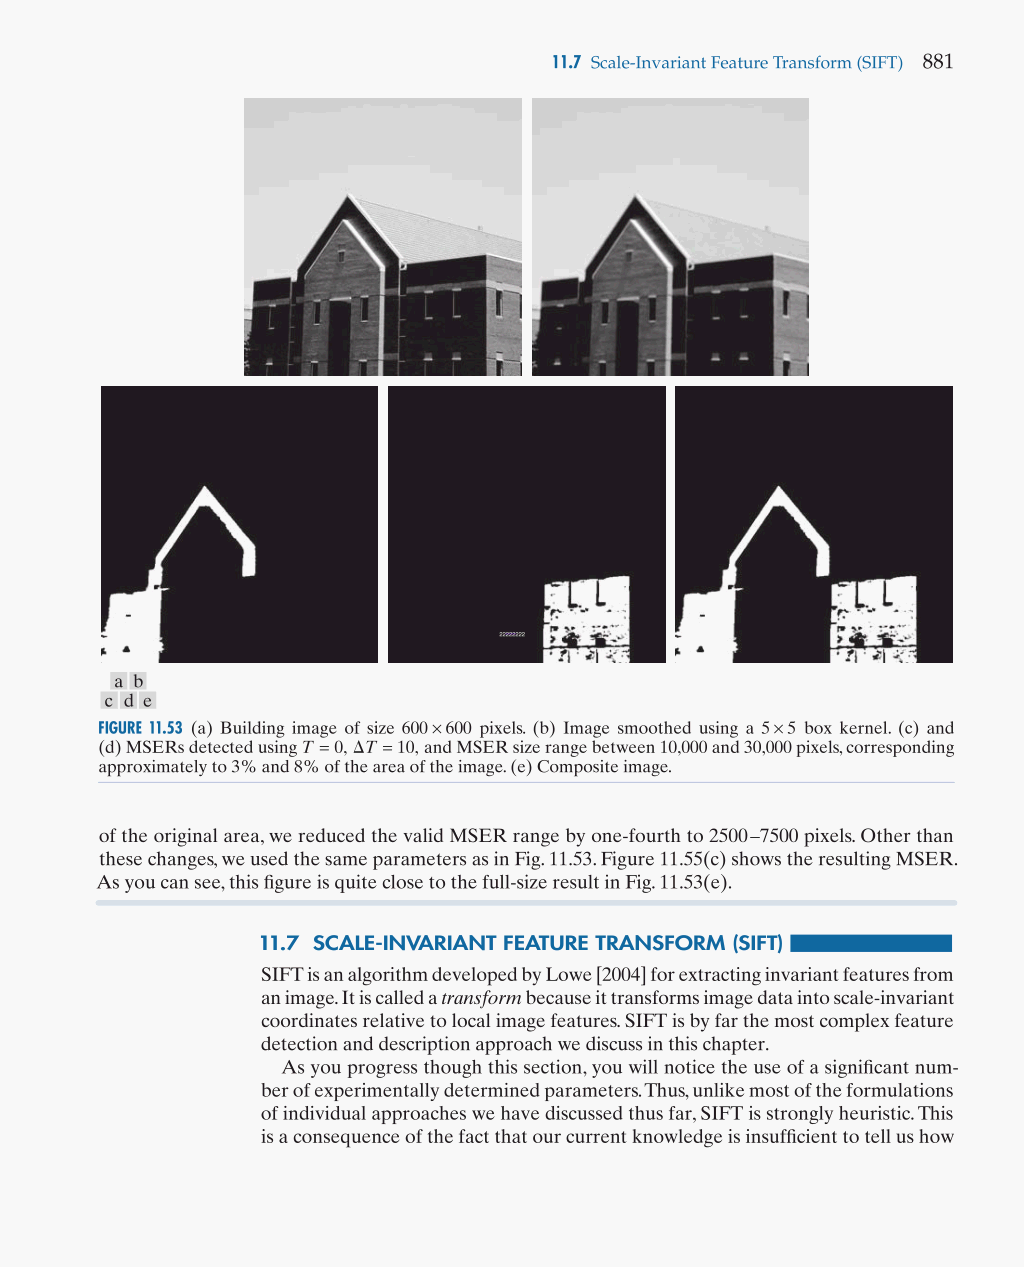 11.7 Scale-Invariant Feature Transform (SIFT) 881
22222222
a b
c d e
FIGURE 11.53 (a) Building image of size 600 × 600 pixels. (b) Image smoothed using a 5 × 5 box kernel. (c) and
(d) MSERs detected using T = 0, ΔT = 10, and MSER size range between 10,000 and 30,000 pixels, corresponding
approximately to 3% and 8% of the area of the image. (e) Composite image.
of the original area, we reduced the valid MSER range by one-fourth to 2500–7500 pixels. Other than
these changes, we used the same parameters as in Fig. 11.53. Figure 11.55(c) shows the resulting MSER.
As you can see, this figure is quite close to the full-size result in Fig. 11.53(e).
11.7 SCALE-INVARIANT FEATURE TRANSFORM (SIFT)
SIFT is an algorithm developed by Lowe [2004] for extracting invariant features from
an image. It is called a transform because it transforms image data into scale-invariant
coordinates relative to local image features. SIFT is by far the most complex feature
detection and description approach we discuss in this chapter.
As you progress though this section, you will notice the use of a significant num-
ber of experimentally determined parameters. Thus, unlike most of the formulations
of individual approaches we have discussed thus far, SIFT is strongly heuristic. This
is a consequence of the fact that our current knowledge is insufficient to tell us how